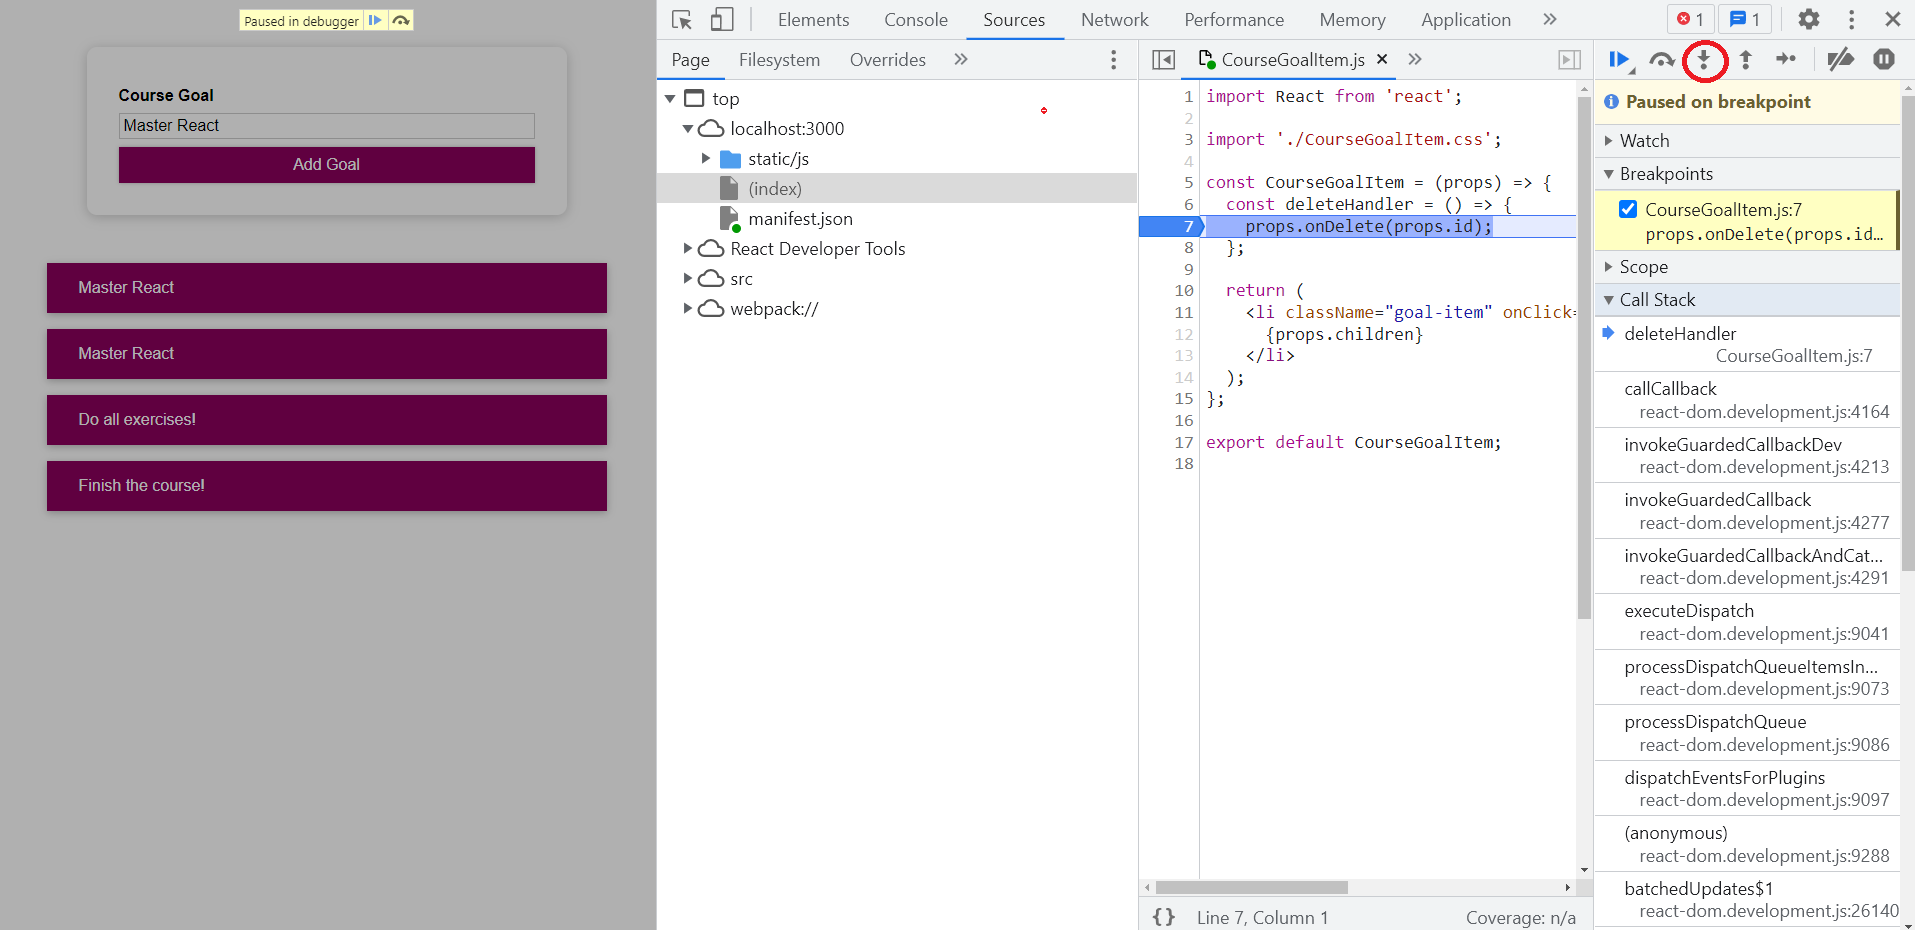 Paused in debugger
Course Goal
Master React
Add Goal
Master React
Master React
Do all exercises!
Finish the course!
Elements Console Sources Network Performance Memory Application » 1 1
Page Filesystem Overrides »
top
localhost:3000
static/js
(index)
manifest.json
React Developer Tools
src
webpack://
CourseGoalItem.js × »
1 import React from 'react';
2
3 import './CourseGoalItem.css';
4
5 const CourseGoalItem = (props) => {
6 const deleteHandler = () => {
7 props.onDelete(props.id);
8 };
9
10 return (
11 <li className="goal-item" onClick=
12 {props.children}
13 </li>
14 );
15 };
16
17 export default CourseGoalItem;
18
{} Line 7, Column 1 Coverage: n/a
Paused on breakpoint
Watch
Breakpoints
CourseGoalItem.js:7
props.onDelete(props.id…
Scope
Call Stack
deleteHandler
CourseGoalItem.js:7
callCallback
react-dom.development.js:4164
invokeGuardedCallbackDev
react-dom.development.js:4213
invokeGuardedCallback
react-dom.development.js:4277
invokeGuardedCallbackAndCat…
react-dom.development.js:4291
executeDispatch
react-dom.development.js:9041
processDispatchQueueItemsIn…
react-dom.development.js:9073
processDispatchQueue
react-dom.development.js:9086
dispatchEventsForPlugins
react-dom.development.js:9097
(anonymous)
react-dom.development.js:9288
batchedUpdates$1
react-dom.development.js:26140